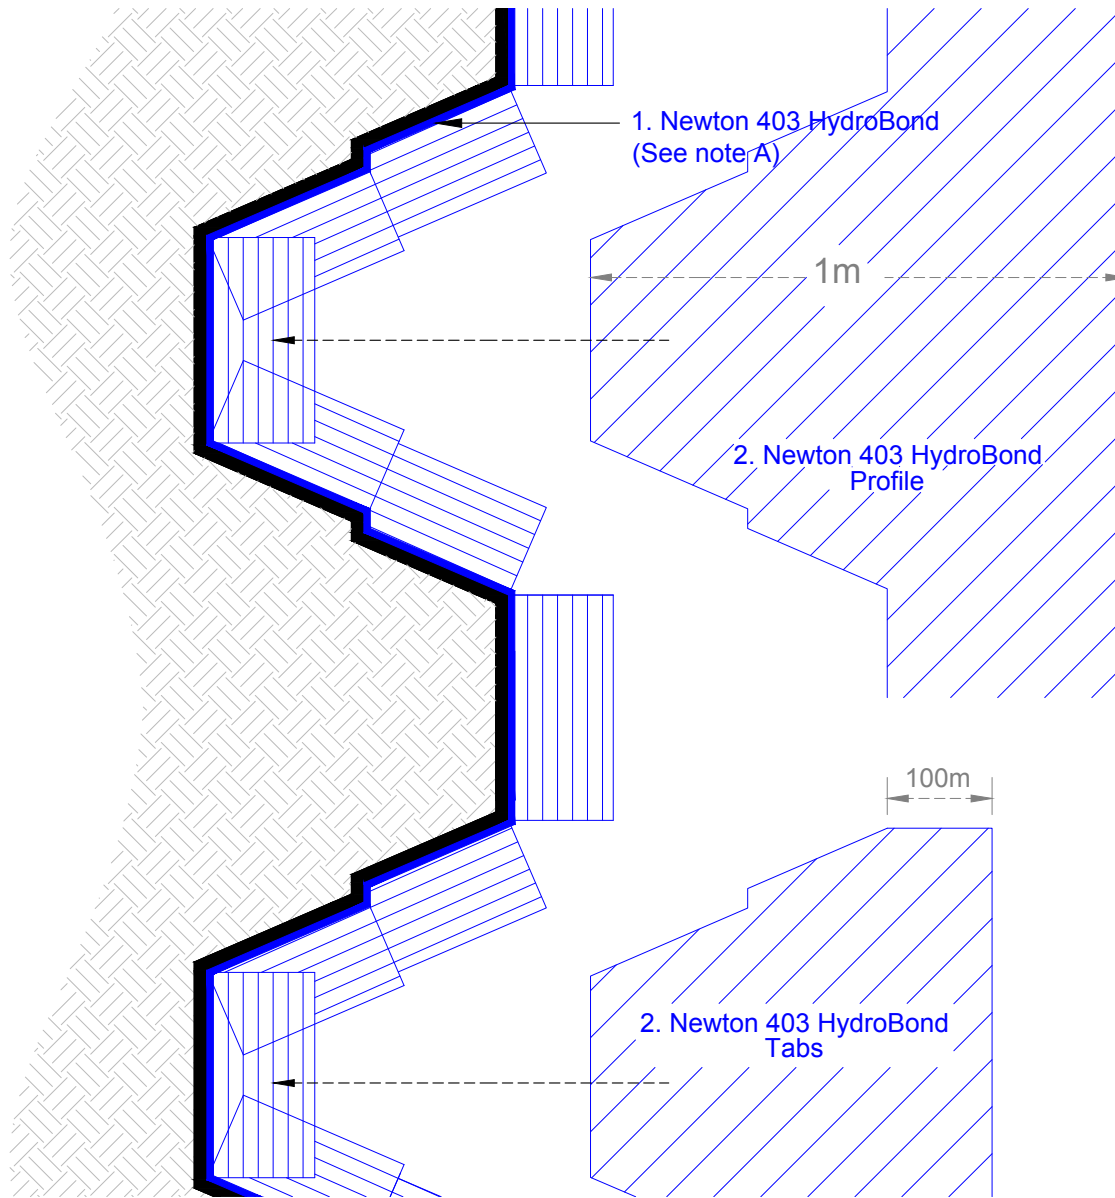 1. Newton 403 HydroBond
(See note A)
1m
2. Newton 403 HydroBond
Profile
100m
2. Newton 403 HydroBond
Tabs